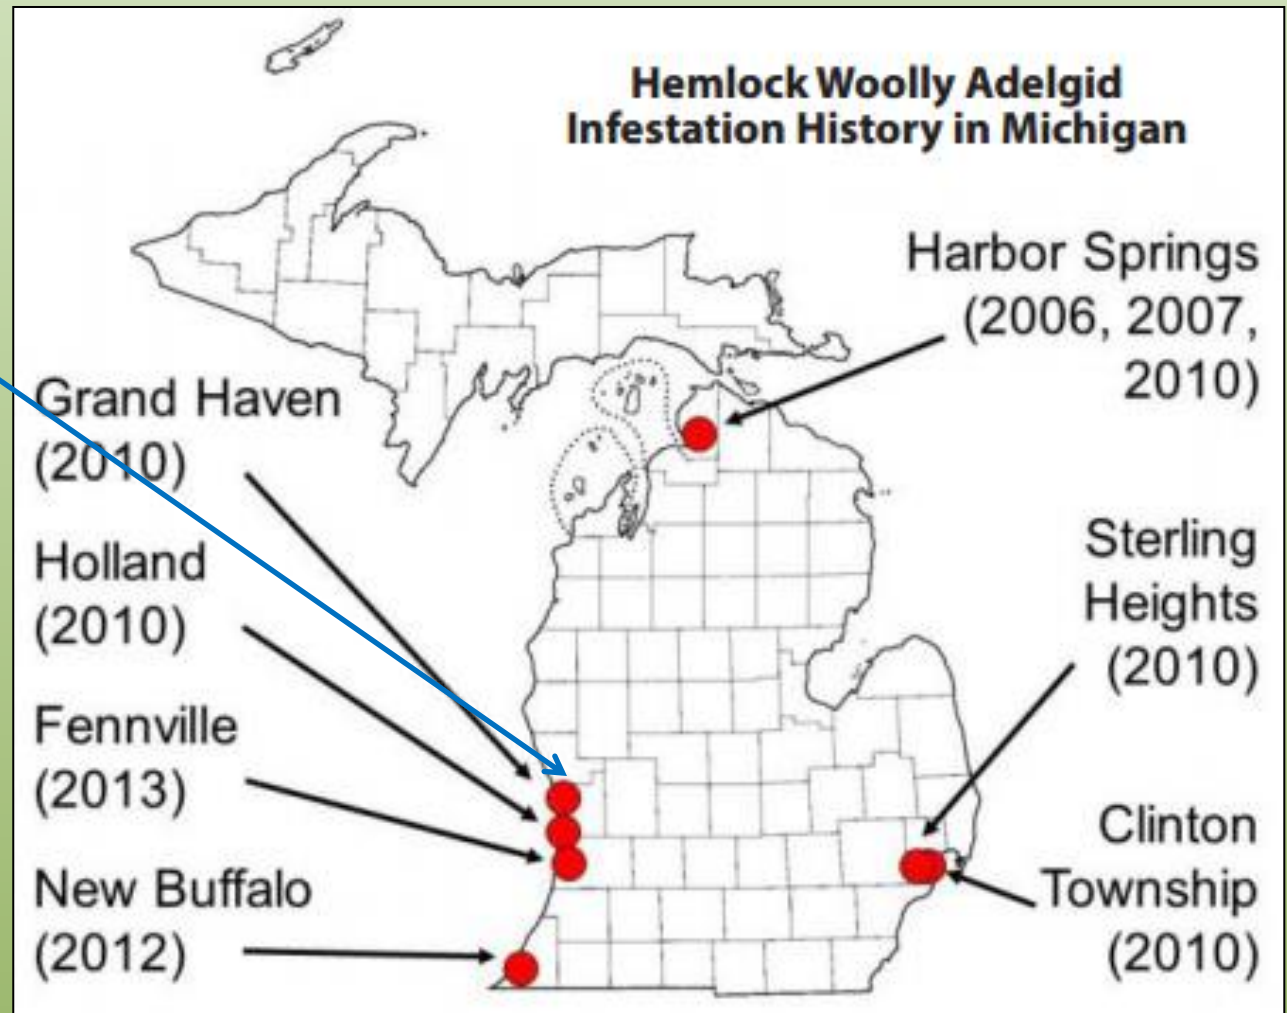 Hemlock Woolly Adelgid
Infestation History in Michigan
Harbor Springs
(2006, 2007,
2010)
Grand Haven
(2010)
Holland
(2010)
Fennville
(2013)
New Buffalo
(2012)
Sterling
Heights
(2010)
Clinton
Township
(2010)